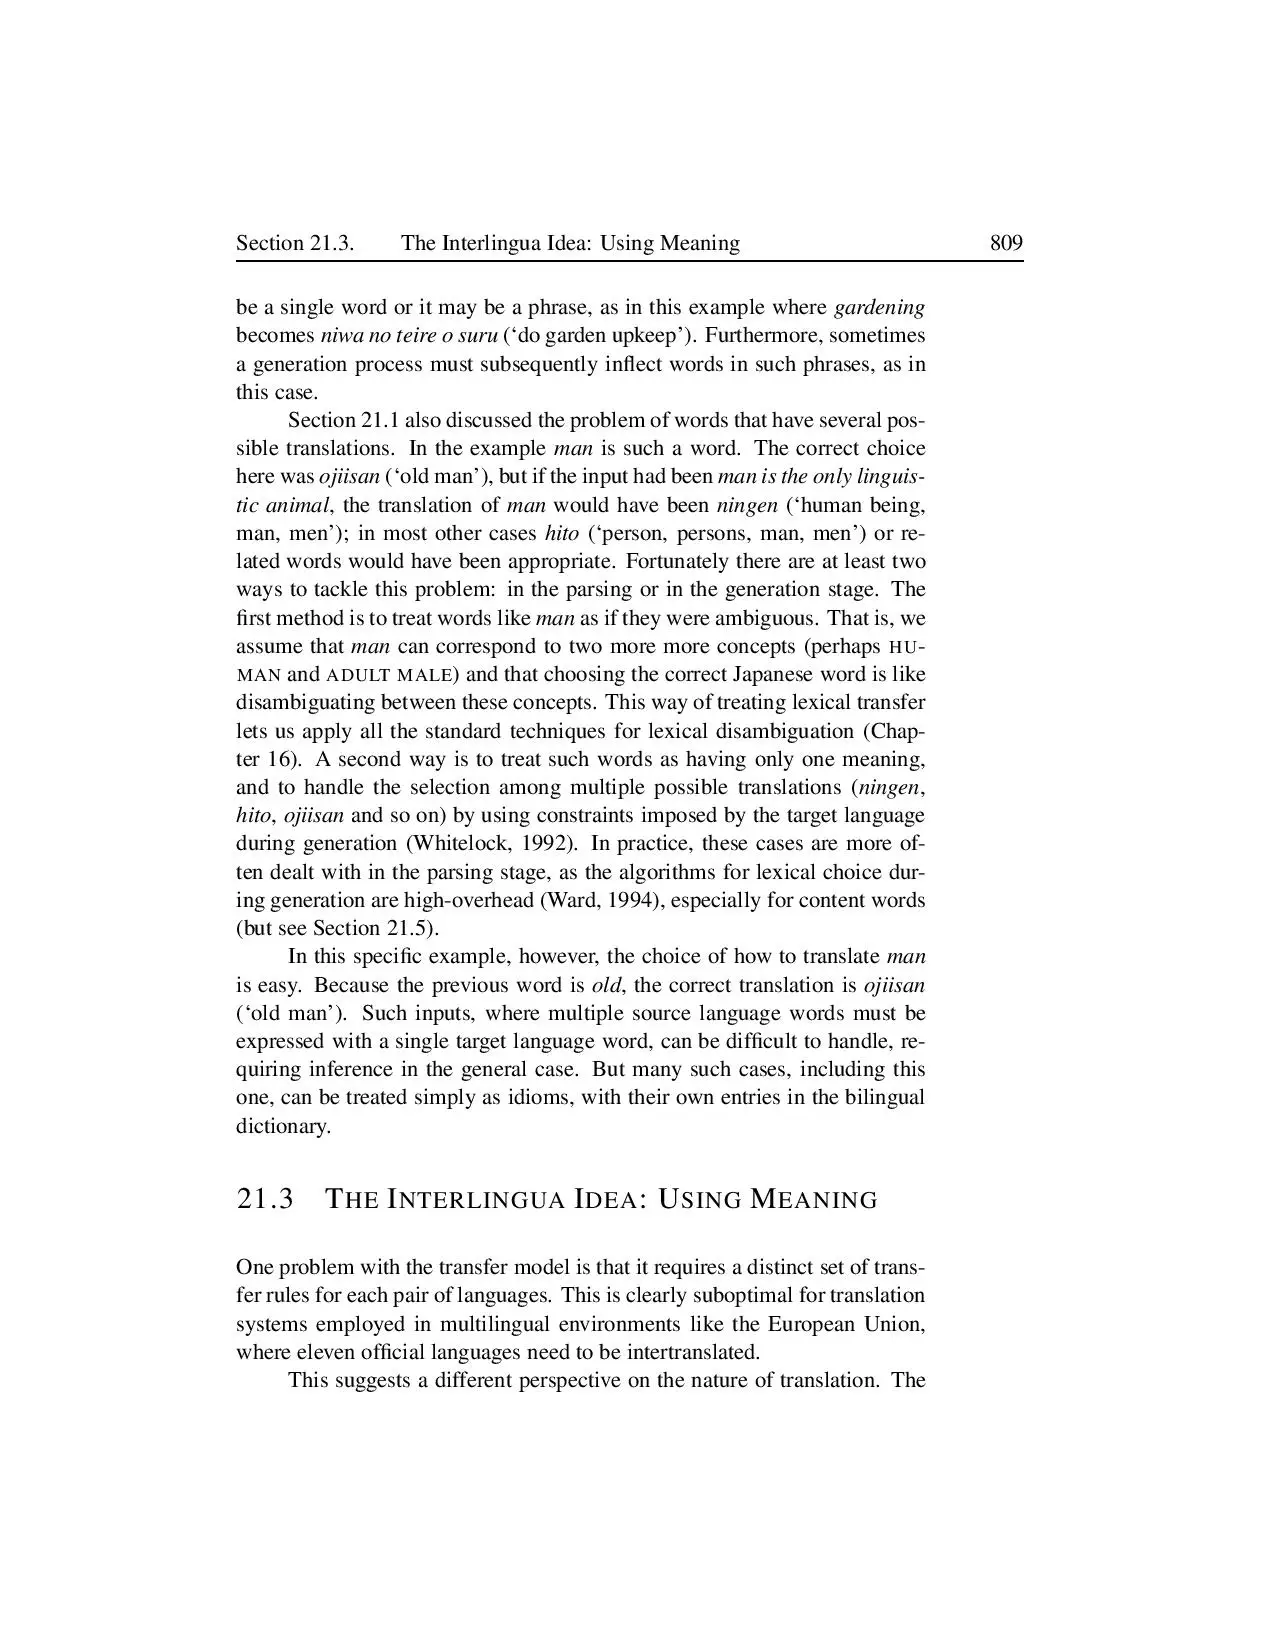 Section 21.3. The Interlingua Idea: Using Meaning 809
be a single word or it may be a phrase, as in this example where gardening
becomes niwa no teire o suru (‘do garden upkeep’). Furthermore, sometimes
a generation process must subsequently inflect words in such phrases, as in
this case.
Section 21.1 also discussed the problem of words that have several pos-
sible translations. In the example man is such a word. The correct choice
here was ojiisan (‘old man’), but if the input had been man is the only linguis-
tic animal, the translation of man would have been ningen (‘human being,
man, men’); in most other cases hito (‘person, persons, man, men’) or re-
lated words would have been appropriate. Fortunately there are at least two
ways to tackle this problem: in the parsing or in the generation stage. The
first method is to treat words like man as if they were ambiguous. That is, we
assume that man can correspond to two more more concepts (perhaps HU-
MAN and ADULT MALE) and that choosing the correct Japanese word is like
disambiguating between these concepts. This way of treating lexical transfer
lets us apply all the standard techniques for lexical disambiguation (Chap-
ter 16). A second way is to treat such words as having only one meaning,
and to handle the selection among multiple possible translations (ningen,
hito, ojiisan and so on) by using constraints imposed by the target language
during generation (Whitelock, 1992). In practice, these cases are more of-
ten dealt with in the parsing stage, as the algorithms for lexical choice dur-
ing generation are high-overhead (Ward, 1994), especially for content words
(but see Section 21.5).
In this specific example, however, the choice of how to translate man
is easy. Because the previous word is old, the correct translation is ojiisan
(‘old man’). Such inputs, where multiple source language words must be
expressed with a single target language word, can be difficult to handle, re-
quiring inference in the general case. But many such cases, including this
one, can be treated simply as idioms, with their own entries in the bilingual
dictionary.
21.3 THE INTERLINGUA IDEA: USING MEANING
One problem with the transfer model is that it requires a distinct set of trans-
fer rules for each pair of languages. This is clearly suboptimal for translation
systems employed in multilingual environments like the European Union,
where eleven official languages need to be intertranslated.
This suggests a different perspective on the nature of translation. The